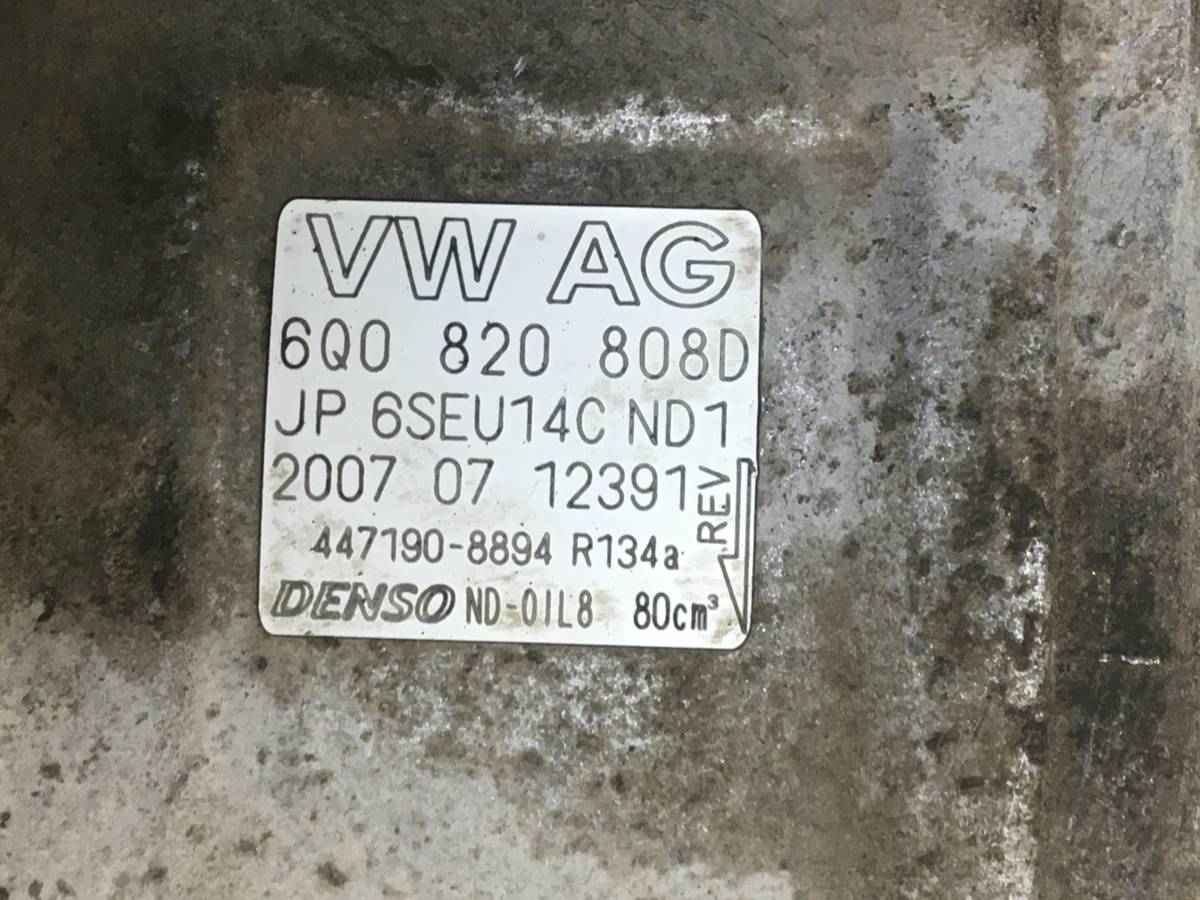 VW AG
6Q0 820 808D
JP 6SEU14C ND1
2007 07 12391
REV
447190-8894 R134a
DENSO ND-OIL8 80cm³